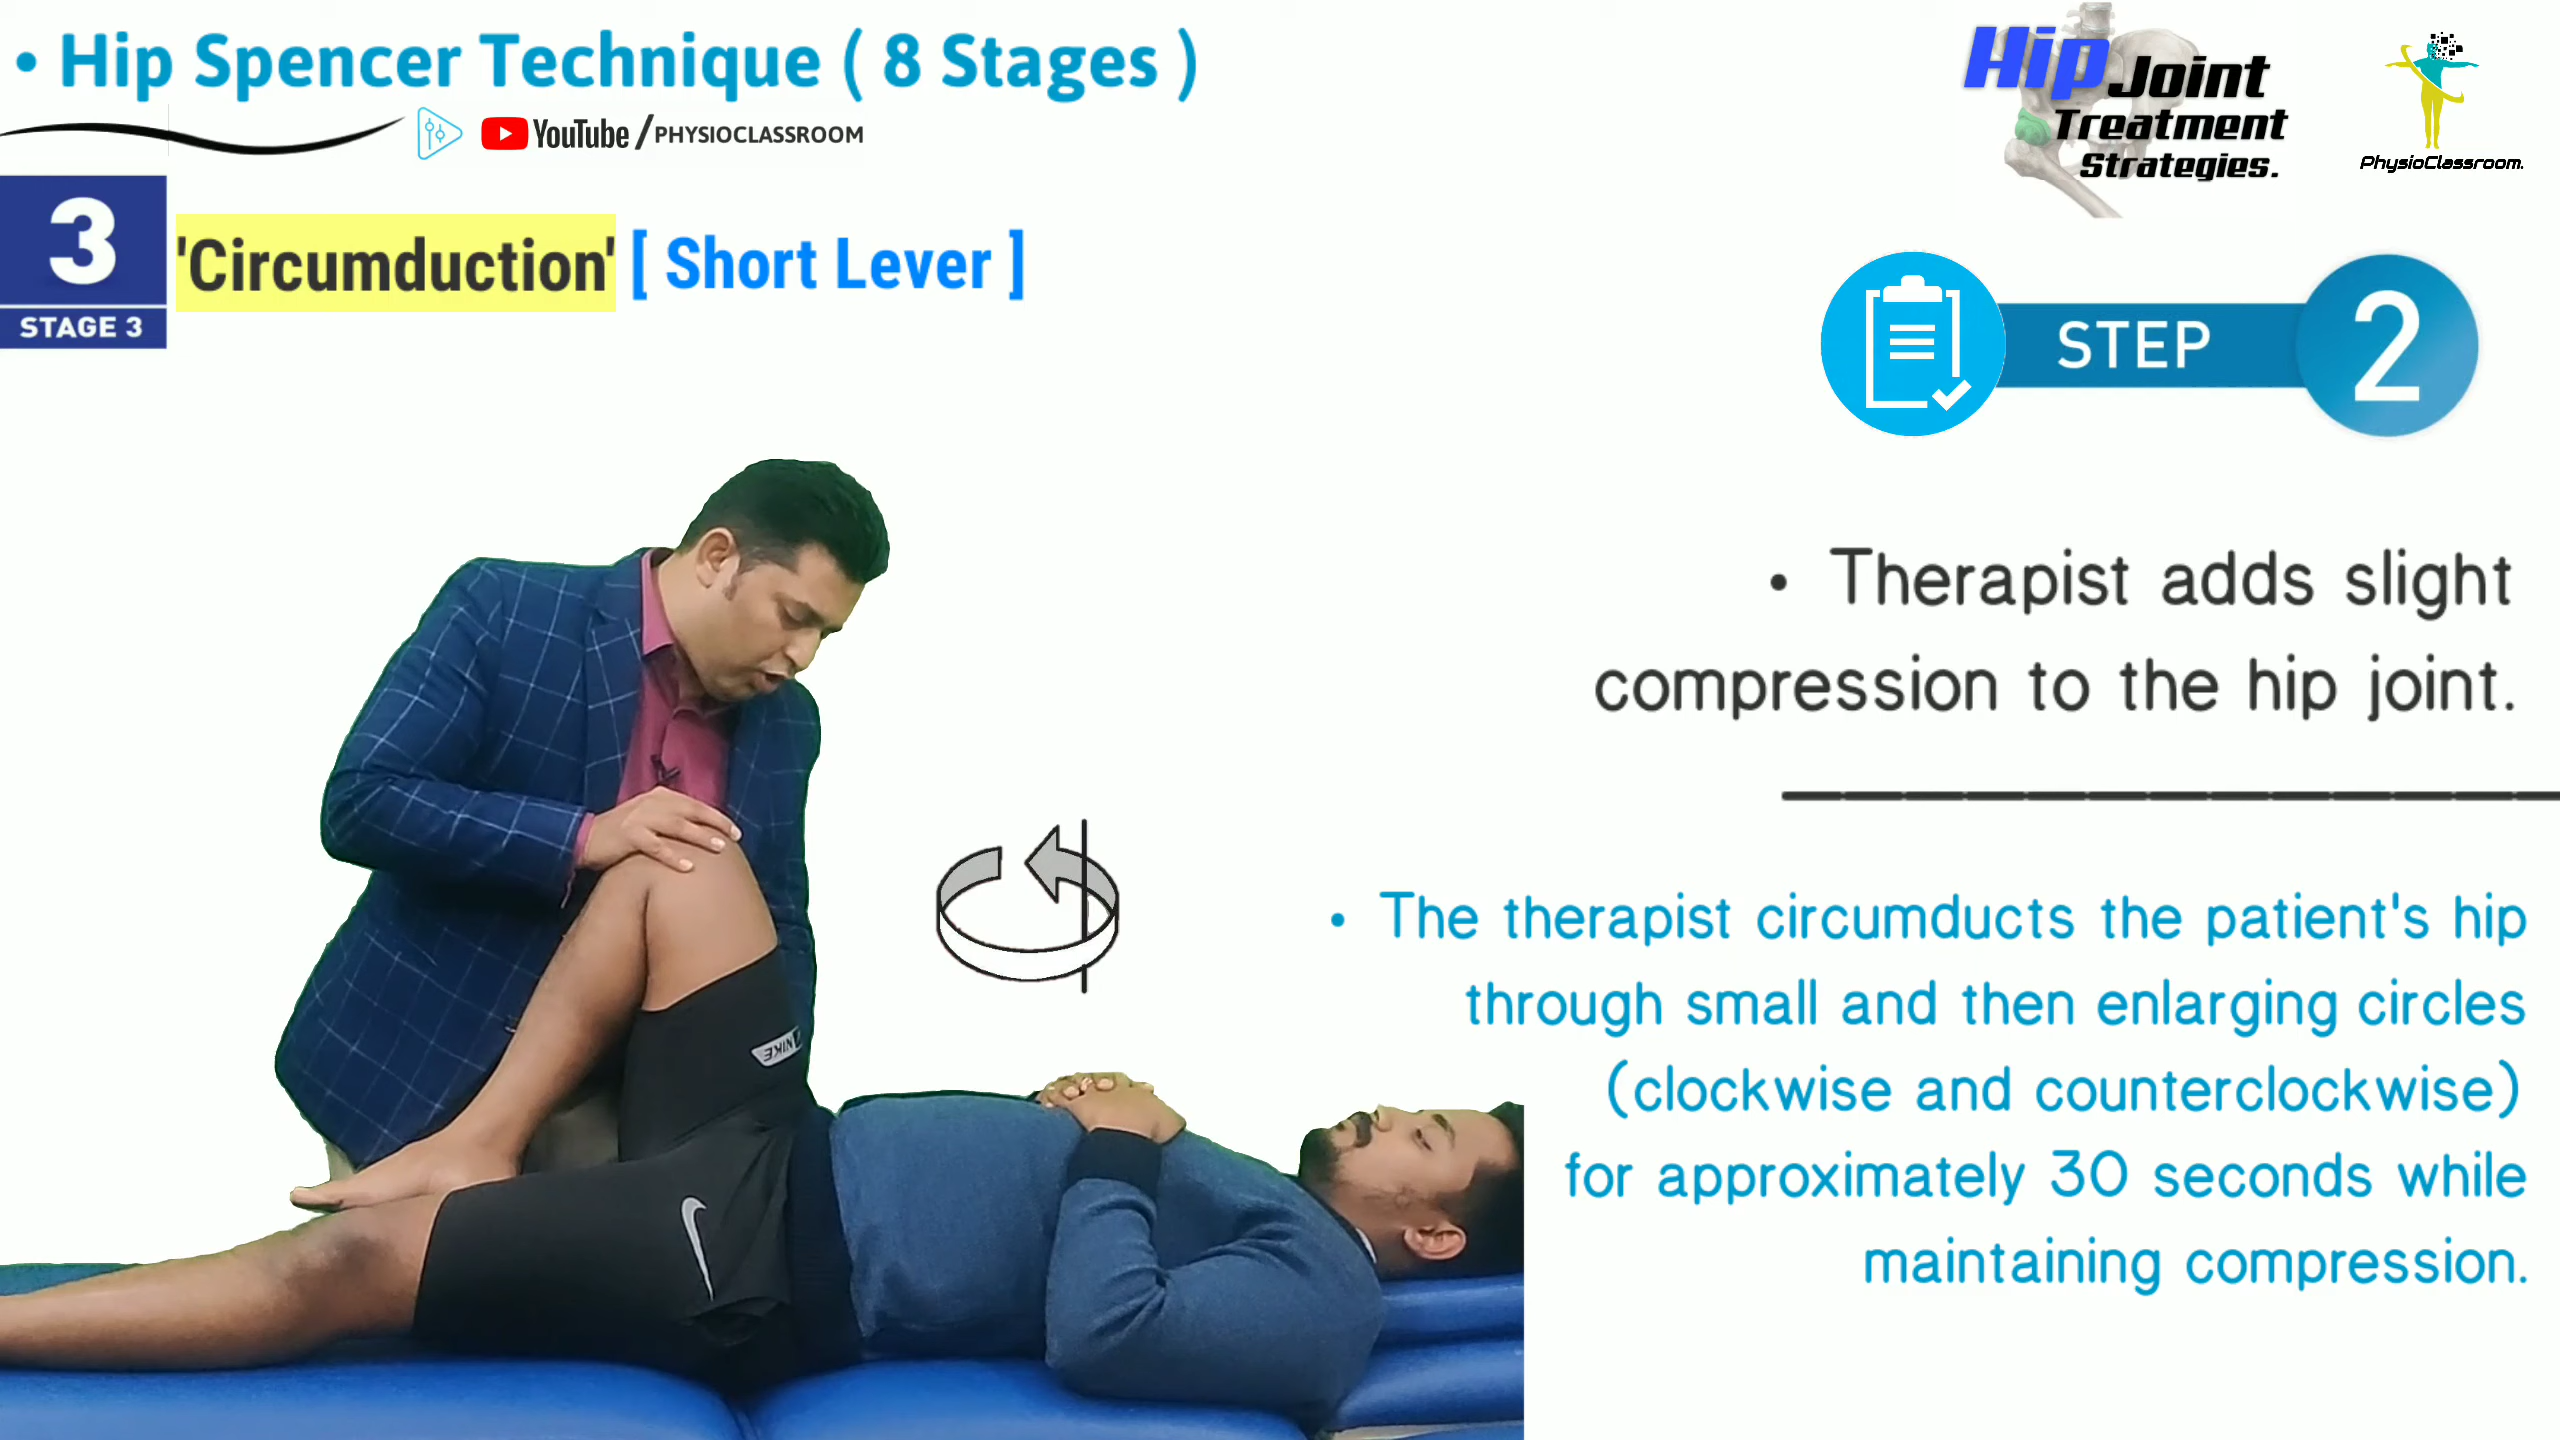 • Hip Spencer Technique ( 8 Stages )
YouTube /PHYSIOCLASSROOM
Hip Joint
Treatment
Strategies.
PhysioClassroom.
3
STAGE 3
'Circumduction' [ Short Lever ]
STEP 2
• Therapist adds slight
compression to the hip joint.
• The therapist circumducts the patient's hip
through small and then enlarging circles
(clockwise and counterclockwise)
for approximately 30 seconds while
maintaining compression.
NIKE